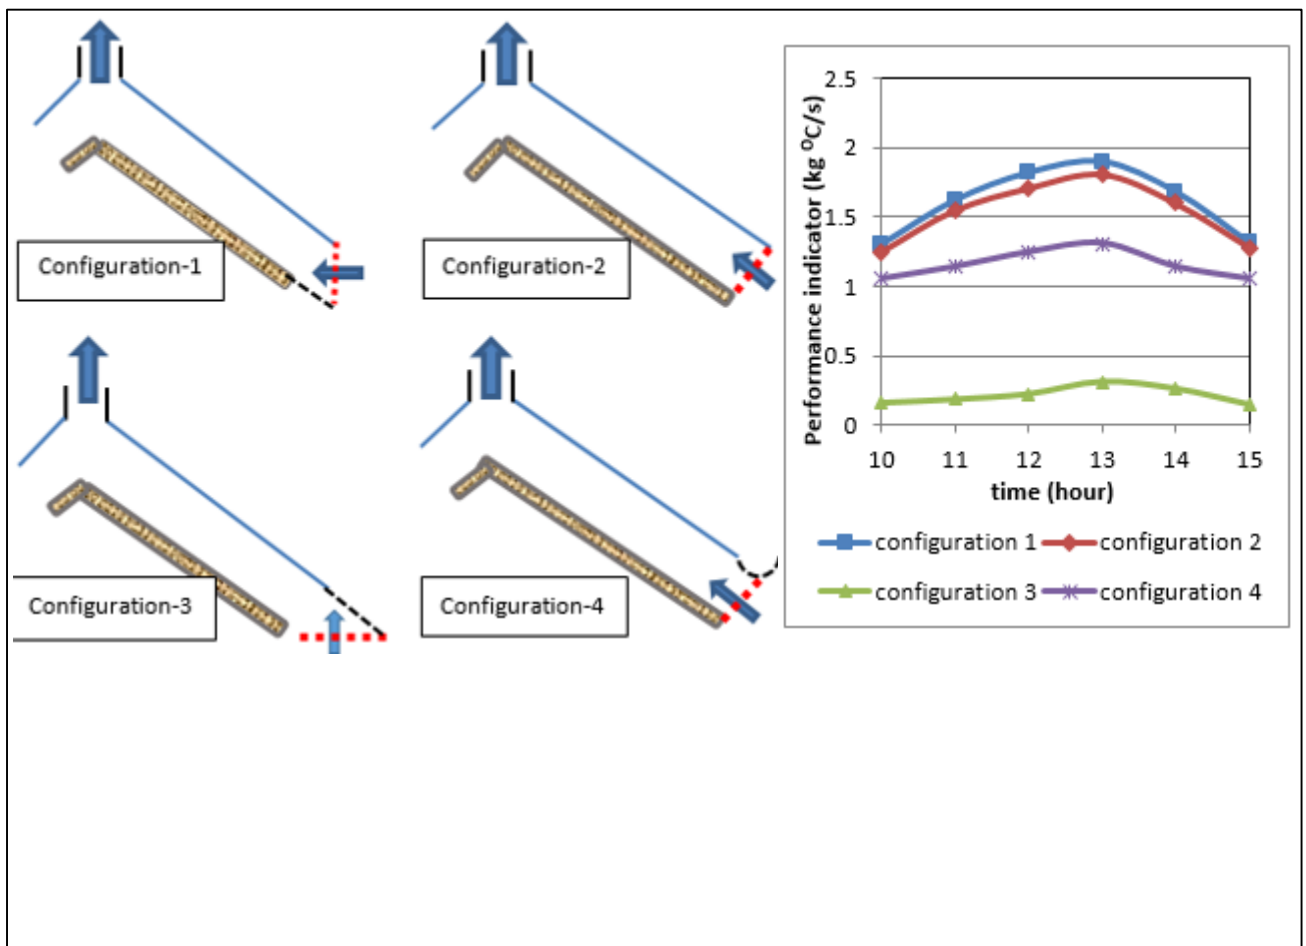 Configuration-1
Configuration-2
Configuration-3
Configuration-4
Performance indicator (kg ⁰C/s)
2.5
2
1.5
1
0.5
0
10 11 12 13 14 15
time (hour)
configuration 1 configuration 2
configuration 3 configuration 4